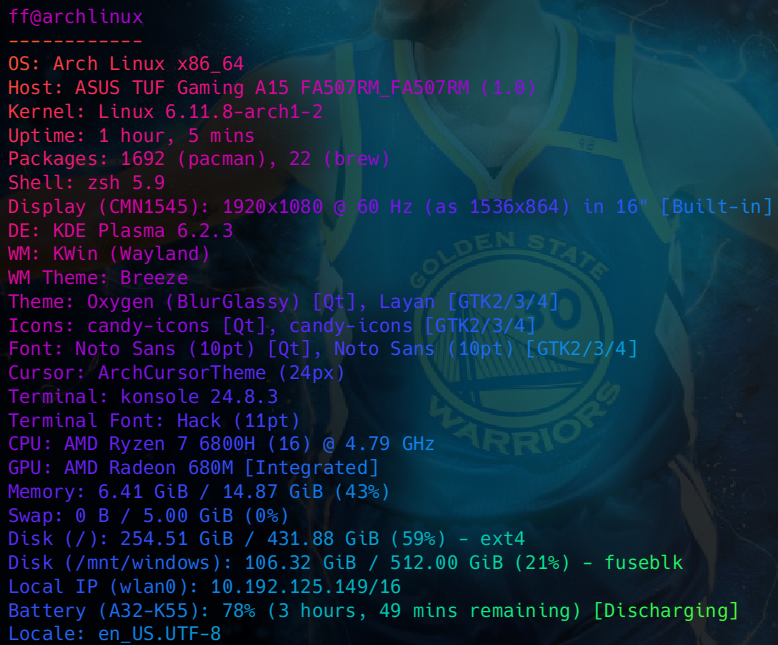 ff@archlinux
------------
OS: Arch Linux x86_64
Host: ASUS TUF Gaming A15 FA507RM_FA507RM (1.0)
Kernel: Linux 6.11.8-arch1-2
Uptime: 1 hour, 5 mins
Packages: 1692 (pacman), 22 (brew)
Shell: zsh 5.9
Display (CMN1545): 1920x1080 @ 60 Hz (as 1536x864) in 16" [Built-in]
DE: KDE Plasma 6.2.3
WM: KWin (Wayland)
WM Theme: Breeze
Theme: Oxygen (BlurGlassy) [Qt], Layan [GTK2/3/4]
Icons: candy-icons [Qt], candy-icons [GTK2/3/4]
Font: Noto Sans (10pt) [Qt], Noto Sans (10pt) [GTK2/3/4]
Cursor: ArchCursorTheme (24px)
Terminal: konsole 24.8.3
Terminal Font: Hack (11pt)
CPU: AMD Ryzen 7 6800H (16) @ 4.79 GHz
GPU: AMD Radeon 680M [Integrated]
Memory: 6.41 GiB / 14.87 GiB (43%)
Swap: 0 B / 5.00 GiB (0%)
Disk (/): 254.51 GiB / 431.88 GiB (59%) - ext4
Disk (/mnt/windows): 106.32 GiB / 512.00 GiB (21%) - fuseblk
Local IP (wlan0): 10.192.125.149/16
Battery (A32-K55): 78% (3 hours, 49 mins remaining) [Discharging]
Locale: en_US.UTF-8
GOLDEN STATE
30
WARRIORS